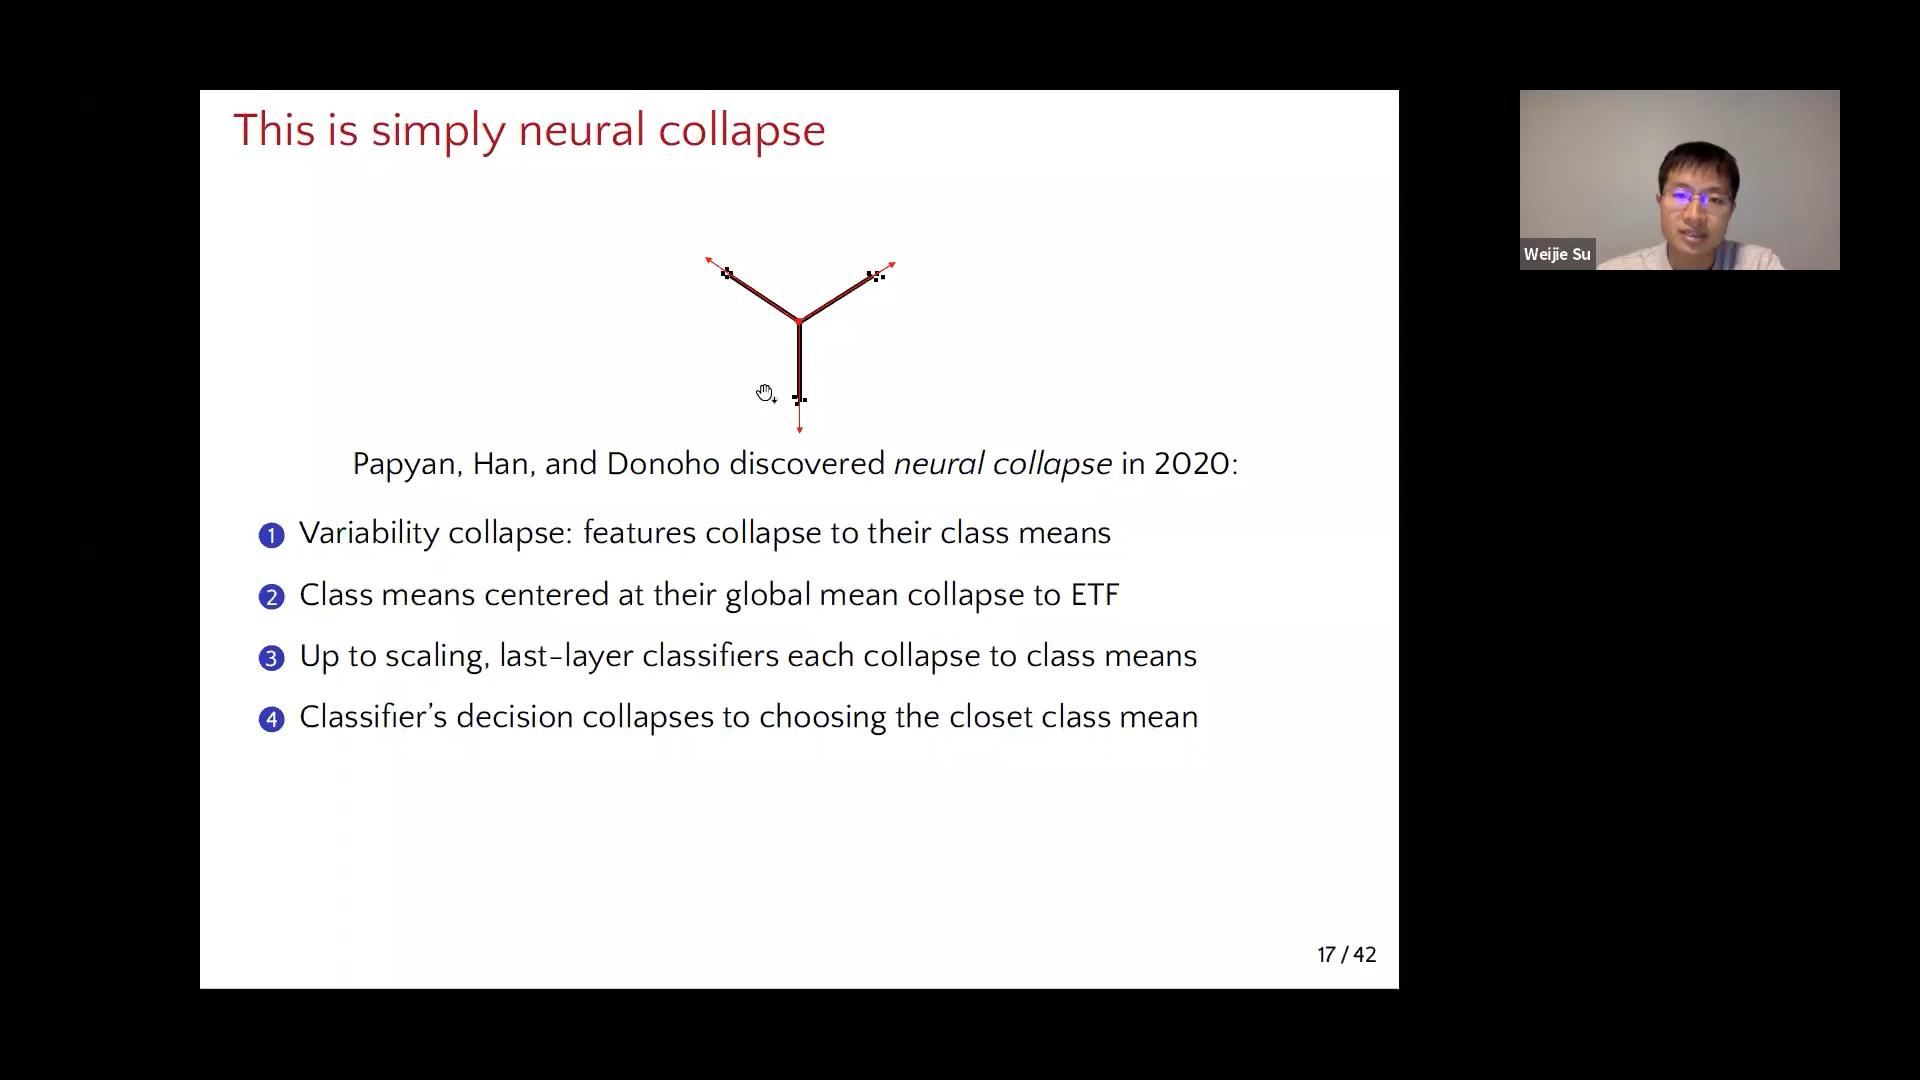 This is simply neural collapse
Weijie Su
Papyan, Han, and Donoho discovered neural collapse in 2020:
1 Variability collapse: features collapse to their class means
2 Class means centered at their global mean collapse to ETF
3 Up to scaling, last-layer classifiers each collapse to class means
4 Classifier's decision collapses to choosing the closet class mean
17 / 42